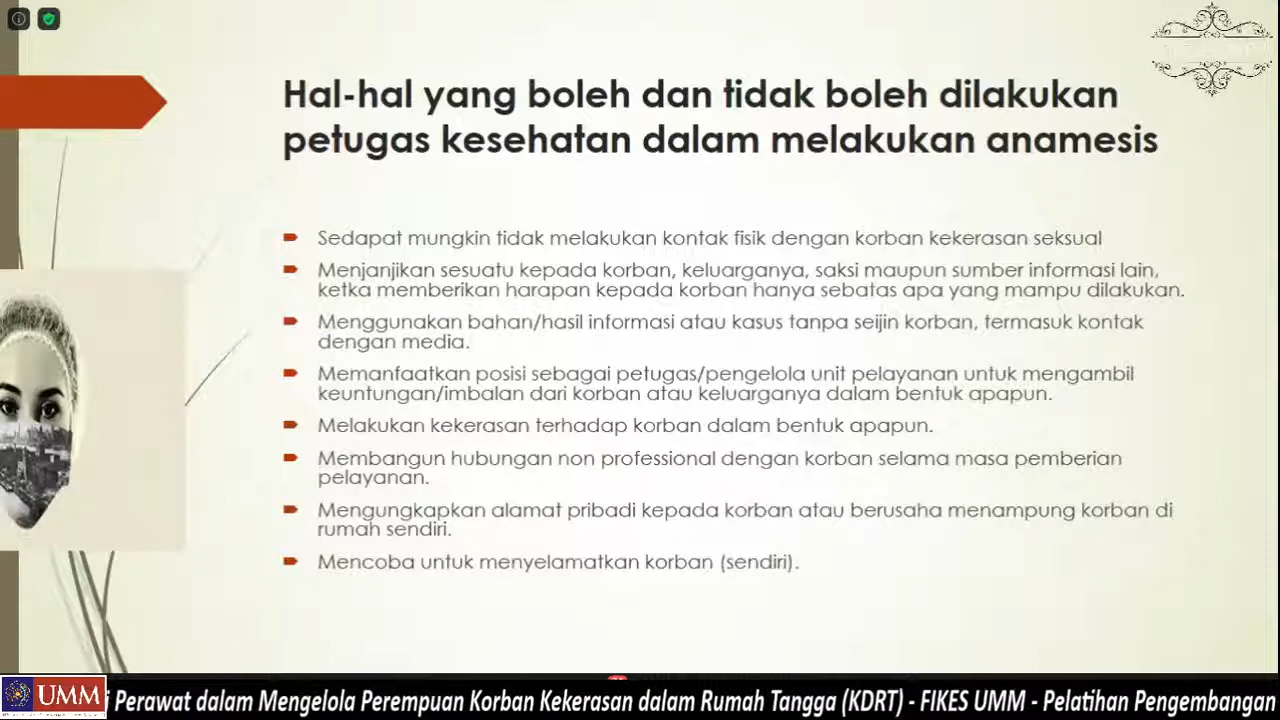 Hal-hal yang boleh dan tidak boleh dilakukan
petugas kesehatan dalam melakukan anamesis
Sedapat mungkin tidak melakukan kontak fisik dengan korban kekerasan seksual
Menjanjikan sesuatu kepada korban, keluarganya, saksi maupun sumber informasi lain,
ketka memberikan harapan kepada korban hanya sebatas apa yang mampu dilakukan.
Menggunakan bahan/hasil informasi atau kasus tanpa seijin korban, termasuk kontak
dengan media.
Memanfaatkan posisi sebagai petugas/pengelola unit pelayanan untuk mengambil
keuntungan/imbalan dari korban atau keluarganya dalam bentuk apapun.
Melakukan kekerasan terhadap korban dalam bentuk apapun.
Membangun hubungan non professional dengan korban selama masa pemberian
pelayanan.
Mengungkapkan alamat pribadi kepada korban atau berusaha menampung korban di
rumah sendiri.
Mencoba untuk menyelamatkan korban (sendiri).
UMM
i Perawat dalam Mengelola Perempuan Korban Kekerasan dalam Rumah Tangga (KDRT) - FIKES UMM - Pelatihan Pengembangan